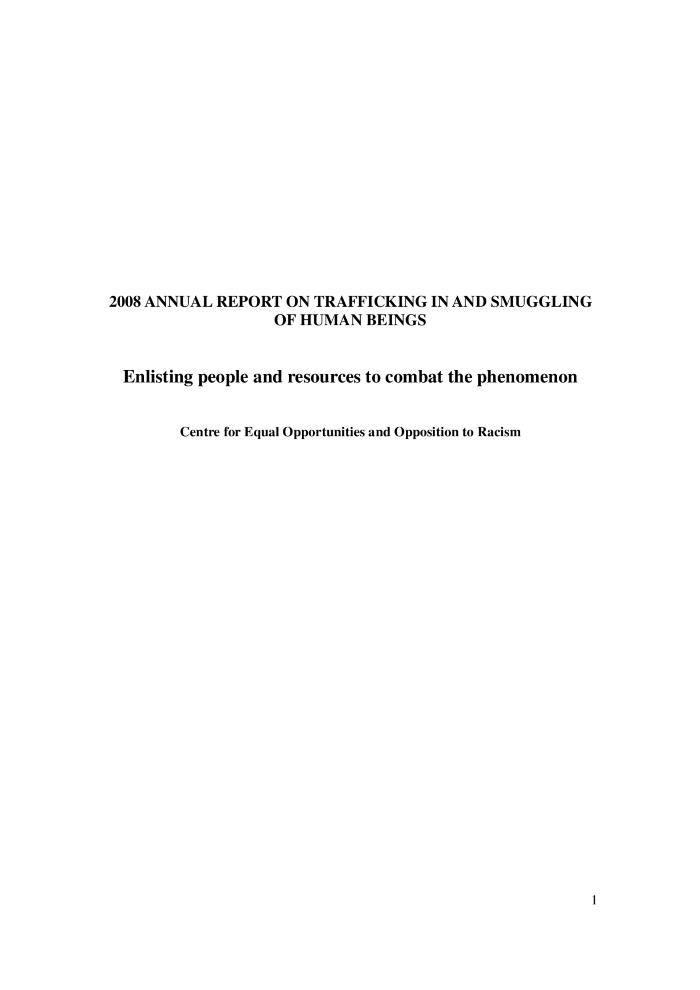 2008 ANNUAL REPORT ON TRAFFICKING IN AND SMUGGLING
OF HUMAN BEINGS
Enlisting people and resources to combat the phenomenon
Centre for Equal Opportunities and Opposition to Racism
1